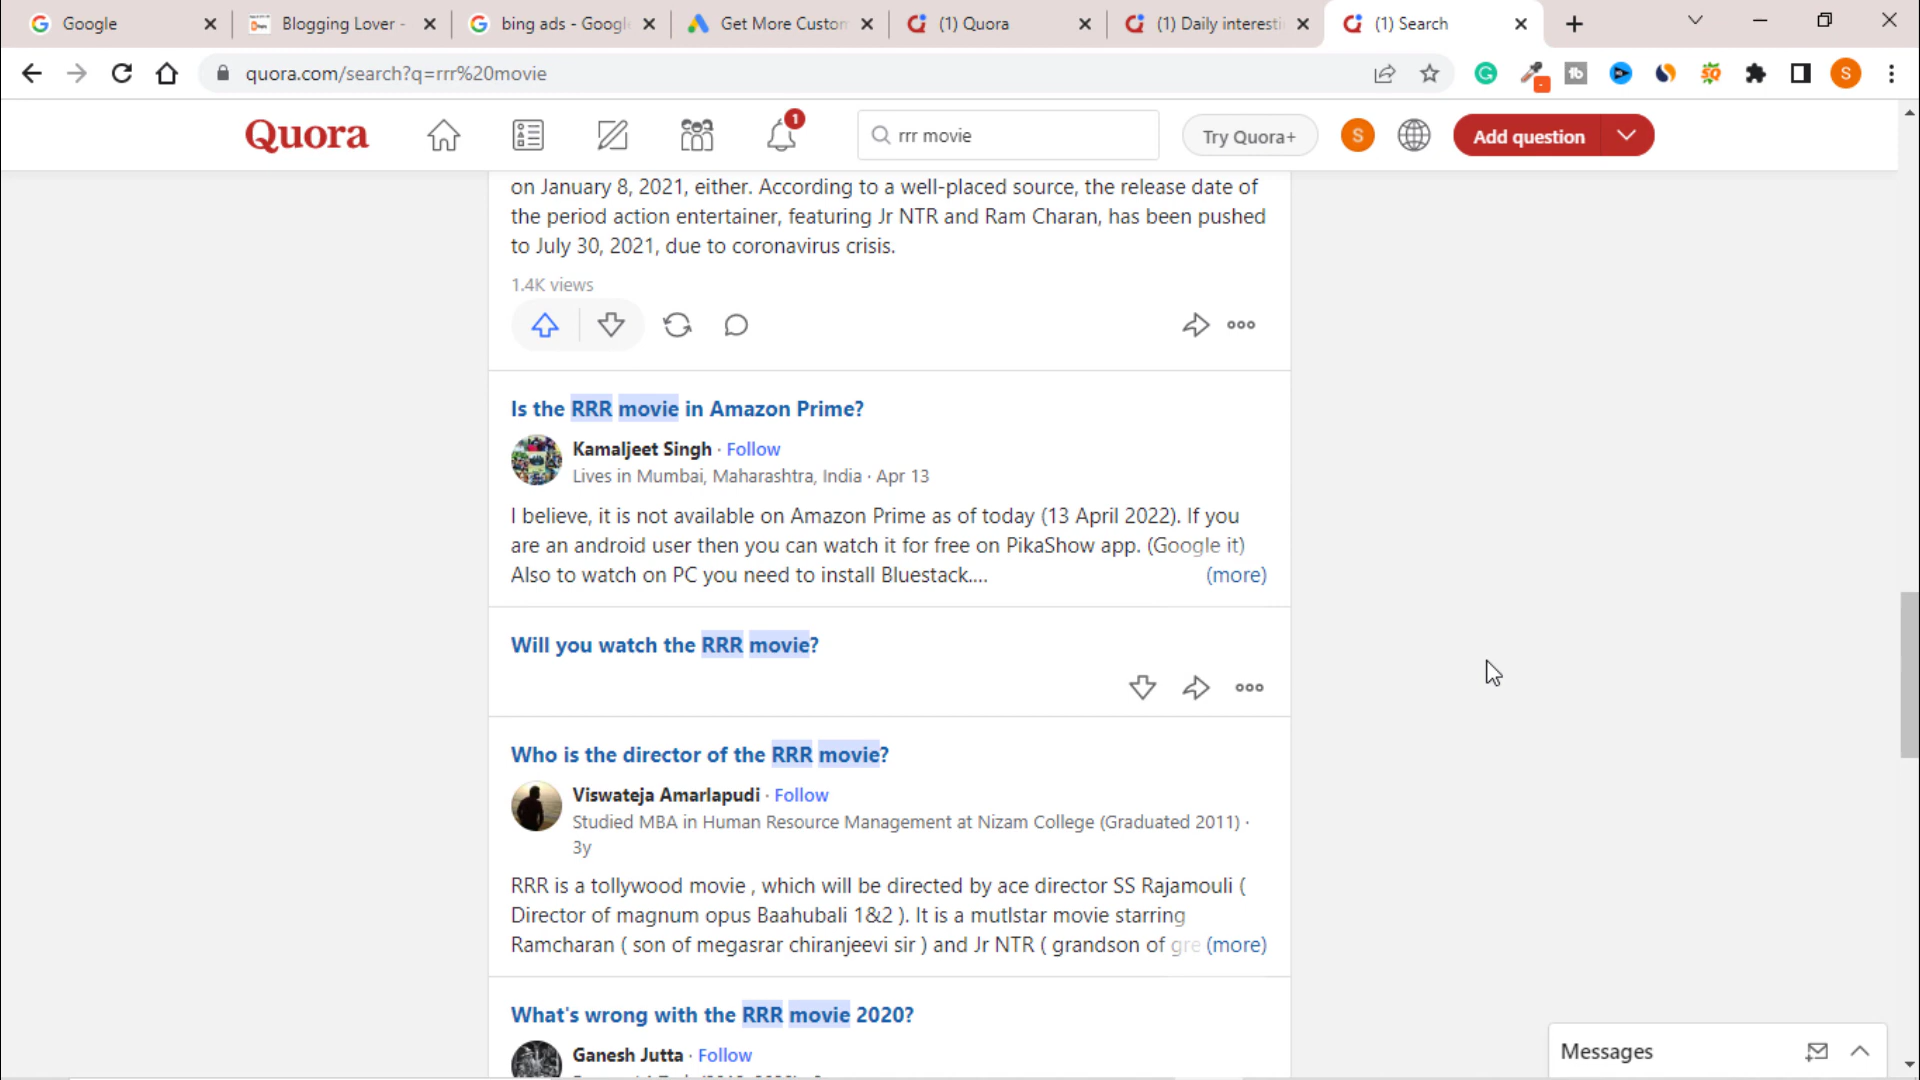 Google
Blogging Lover -
bing ads - Google
Get More Custom
(1) Quora
(1) Daily interesti
(1) Search
quora.com/search?q=rrr%20movie
S
Quora
1
rrr movie
Try Quora+
S
Add question
on January 8, 2021, either. According to a well-placed source, the release date of
the period action entertainer, featuring Jr NTR and Ram Charan, has been pushed
to July 30, 2021, due to coronavirus crisis.
1.4K views
Is the RRR movie in Amazon Prime?
Kamaljeet Singh · Follow
Lives in Mumbai, Maharashtra, India · Apr 13
I believe, it is not available on Amazon Prime as of today (13 April 2022). If you
are an android user then you can watch it for free on PikaShow app. (Google it)
Also to watch on PC you need to install Bluestack.... (more)
Will you watch the RRR movie?
Who is the director of the RRR movie?
Viswateja Amarlapudi · Follow
Studied MBA in Human Resource Management at Nizam College (Graduated 2011) ·
3y
RRR is a tollywood movie , which will be directed by ace director SS Rajamouli (
Director of magnum opus Baahubali 1&2 ). It is a mutlstar movie starring
Ramcharan ( son of megasrar chiranjeevi sir ) and Jr NTR ( grandson of gre (more)
What's wrong with the RRR movie 2020?
Ganesh Jutta · Follow
Messages